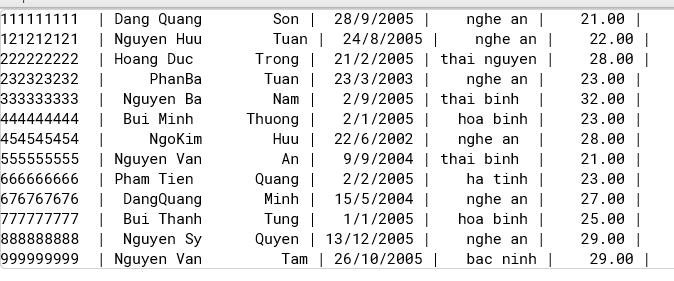 111111111 | Dang Quang Son | 28/9/2005 | nghe an | 21.00 |
121212121 | Nguyen Huu Tuan | 24/8/2005 | nghe an | 22.00 |
222222222 | Hoang Duc Trong | 21/2/2005 | thai nguyen | 28.00 |
232323232 | PhanBa Tuan | 23/3/2003 | nghe an | 23.00 |
333333333 | Nguyen Ba Nam | 2/9/2005 | thai binh | 32.00 |
444444444 | Bui Minh Thuong | 2/1/2005 | hoa binh | 23.00 |
454545454 | NgoKim Huu | 22/6/2002 | nghe an | 28.00 |
555555555 | Nguyen Van An | 9/9/2004 | thai binh | 21.00 |
666666666 | Pham Tien Quang | 2/2/2005 | ha tinh | 23.00 |
676767676 | DangQuang Minh | 15/5/2004 | nghe an | 27.00 |
777777777 | Bui Thanh Tung | 1/1/2005 | hoa binh | 25.00 |
888888888 | Nguyen Sy Quyen | 13/12/2005 | nghe an | 29.00 |
999999999 | Nguyen Van Tam | 26/10/2005 | bac ninh | 29.00 |